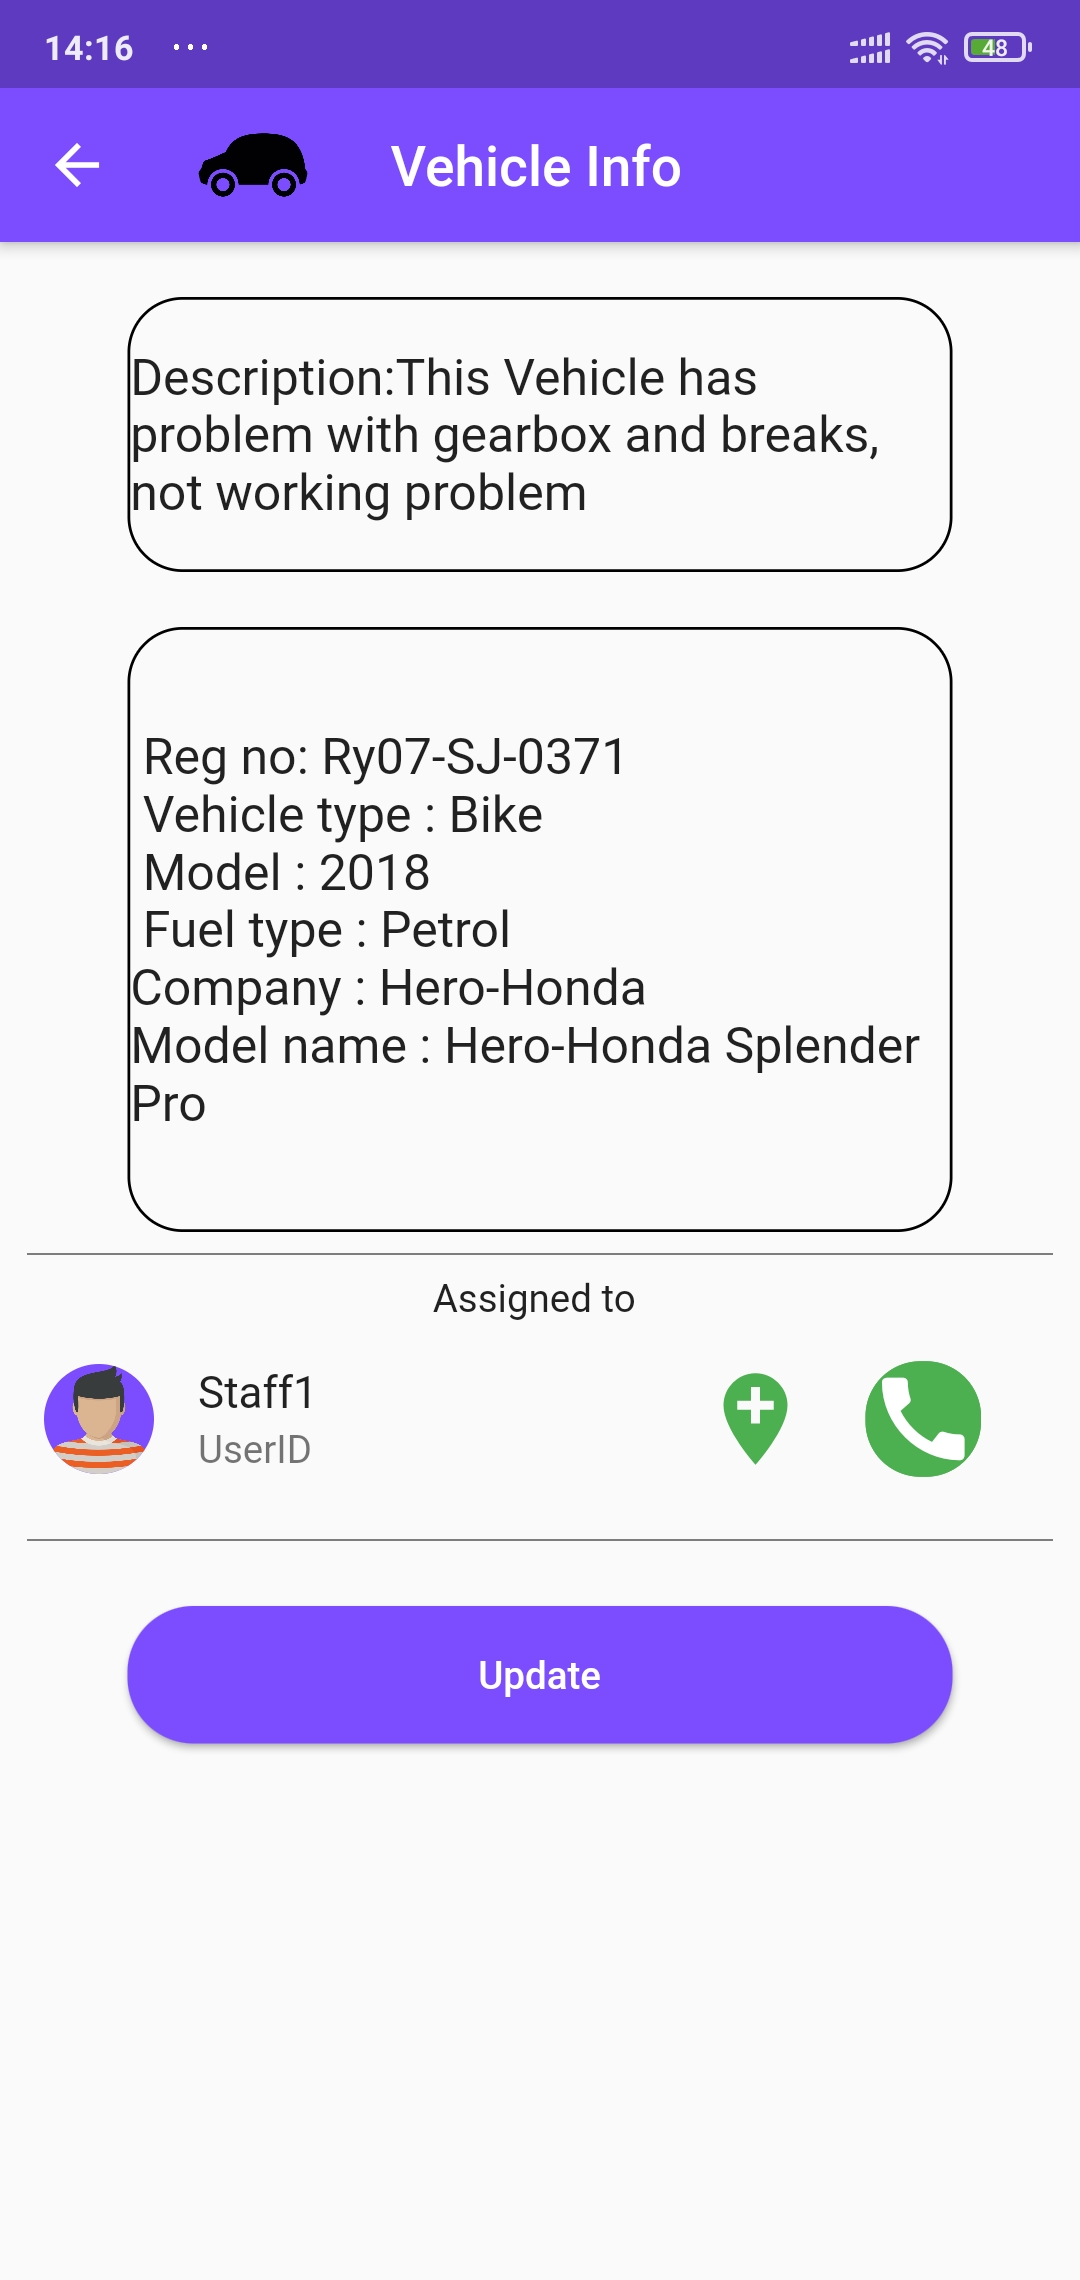 14:16 ...
48
Vehicle Info
Description:This Vehicle has
problem with gearbox and breaks,
not working problem
Reg no: Ry07-SJ-0371
Vehicle type : Bike
Model : 2018
Fuel type : Petrol
Company : Hero-Honda
Model name : Hero-Honda Splender
Pro
Assigned to
Staff1
UserID
Update